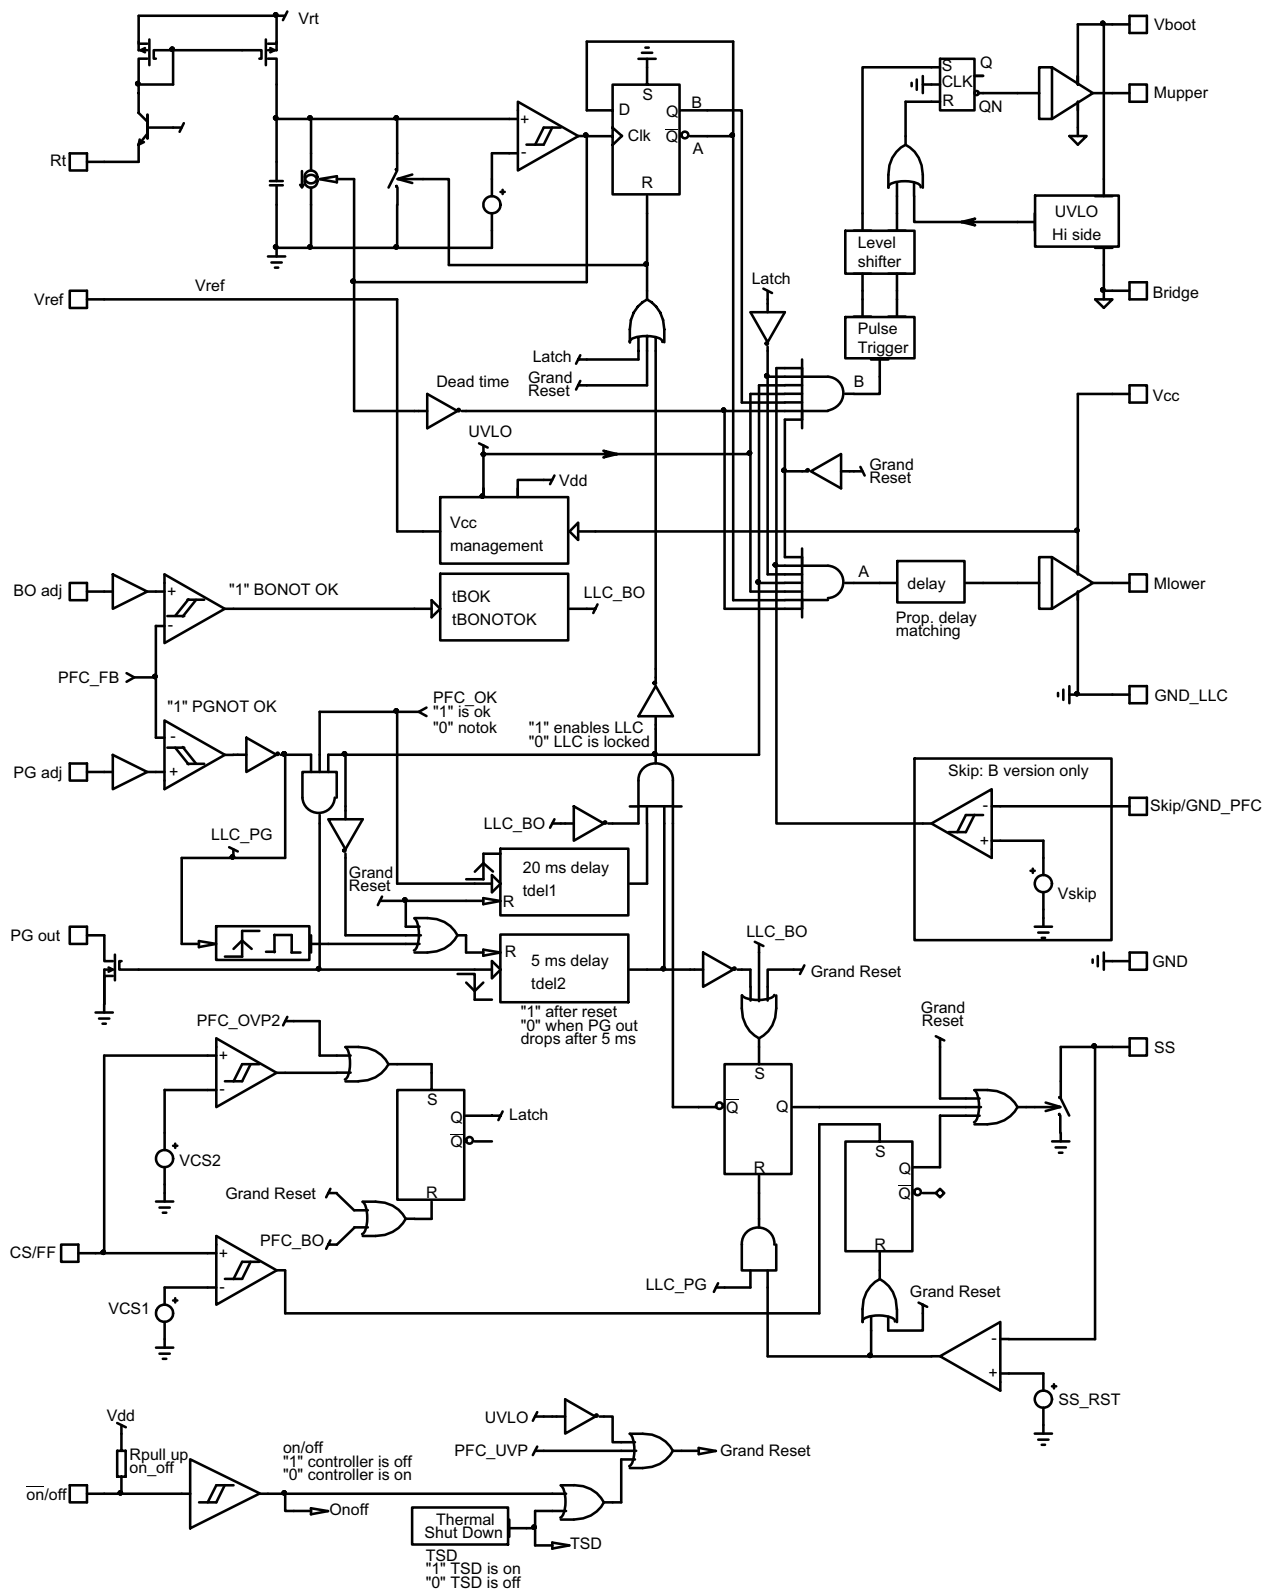 Vrt
Vboot
S
Q
CLK
R
QN
Mupper
S
D
Q
B
Clk
Q
A
R
Rt
+
-
+
UVLO
Hi side
Level
shifter
Latch
Vref
Vref
Bridge
Pulse
Trigger
Latch
Grand
Reset
Dead time
B
Vcc
UVLO
Grand
Reset
Vdd
Vcc
management
BO adj
+
-
"1" BONOT OK
tBOK
tBONOTOK
LLC_BO
A
delay
Prop. delay
matching
Mlower
PFC_FB
PFC_OK
"1" is ok
"0" notok
"1" PGNOT OK
"1" enables LLC
"0" LLC is locked
GND_LLC
-
+
PG adj
Skip: B version only
-
+
Skip/GND_PFC
+
Vskip
LLC_BO
LLC_PG
Grand
Reset
20 ms delay
tdel1
R
PG out
R
5 ms delay
tdel2
LLC_BO
Grand Reset
GND
"1" after reset
"0" when PG out
drops after 5 ms
PFC_OVP2
Grand
Reset
SS
+
-
S
Q
Latch
Q
R
S
Q
Q
R
+
VCS2
S
Q
Q
R
Grand Reset
PFC_BO
CS/FF
+
-
LLC_PG
VCS1
+
Grand Reset
-
+
+
SS_RST
Vdd
Rpull up
on_off
on/off
on/off
"1" controller is off
"0" controller is on
Onoff
UVLO
PFC_UVP
Grand Reset
Thermal
Shut Down
TSD
TSD
"1" TSD is on
"0" TSD is off